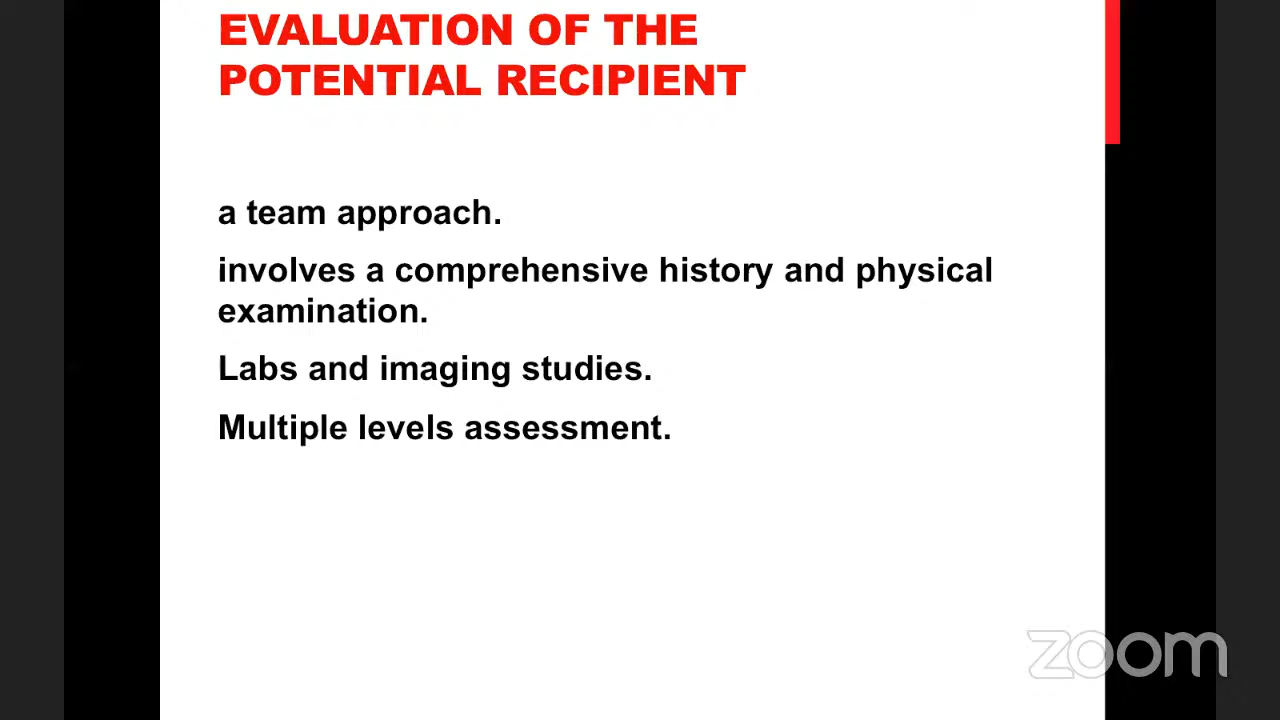 EVALUATION OF THE
POTENTIAL RECIPIENT
a team approach.
involves a comprehensive history and physical
examination.
Labs and imaging studies.
Multiple levels assessment.
zoom